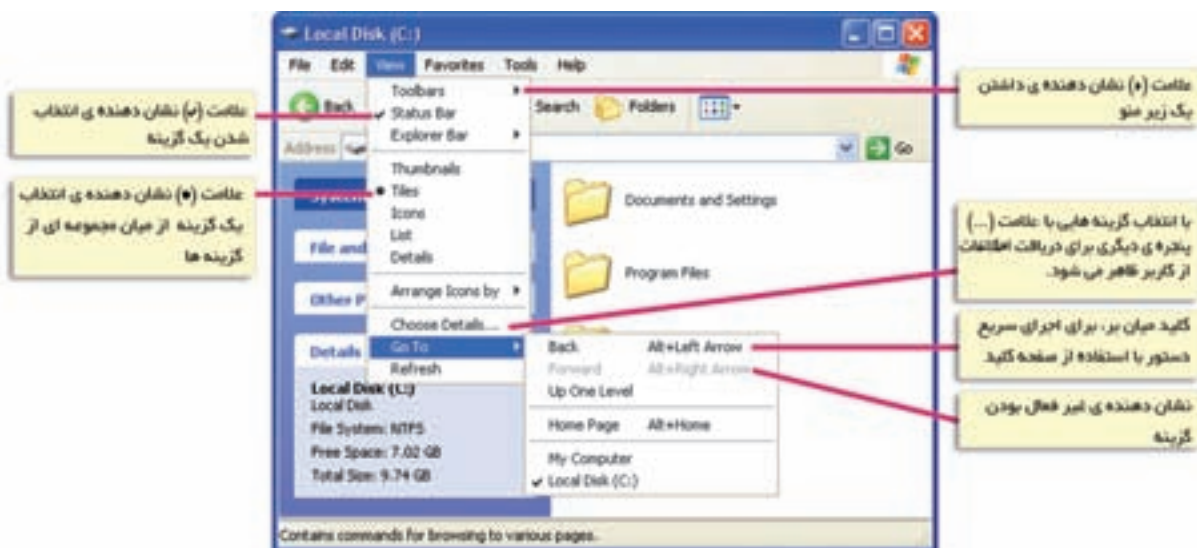 Local Disk (C:)
File Edit View Favorites Tools Help
Back Search Folders
Address Go
Toolbars
Status Bar
Explorer Bar
Thumbnails
Tiles
Icons
List
Details
Arrange Icons by
Choose Details...
Go To
Refresh
Back Alt+Left Arrow
Forward Alt+Right Arrow
Up One Level
Home Page Alt+Home
My Computer
Local Disk (C:)
File and
Other P
Details
Local Disk (C:)
Local Disk
File System: NTFS
Free Space: 7.02 GB
Total Size: 9.74 GB
Documents and Settings
Program Files
Contains commands for browsing to various pages.
علامت (✓) نشان دهنده ی انتخاب
شدن یک گزینه
علامت (●) نشان دهنده ی انتخاب
یک گزینه از میان مجموعه ای از
گزینه ها
علامت (►) نشان دهنده ی داشتن
یک زیر منو
با انتخاب گزینه هایی با علامت (...)
پنجره ی دیگری برای دریافت اطلاعات
از کاربر ظاهر می شود.
کلید میان بر، برای اجرای سریع
دستور با استفاده از صفحه کلید
نشان دهنده ی غیر فعال بودن
گزینه